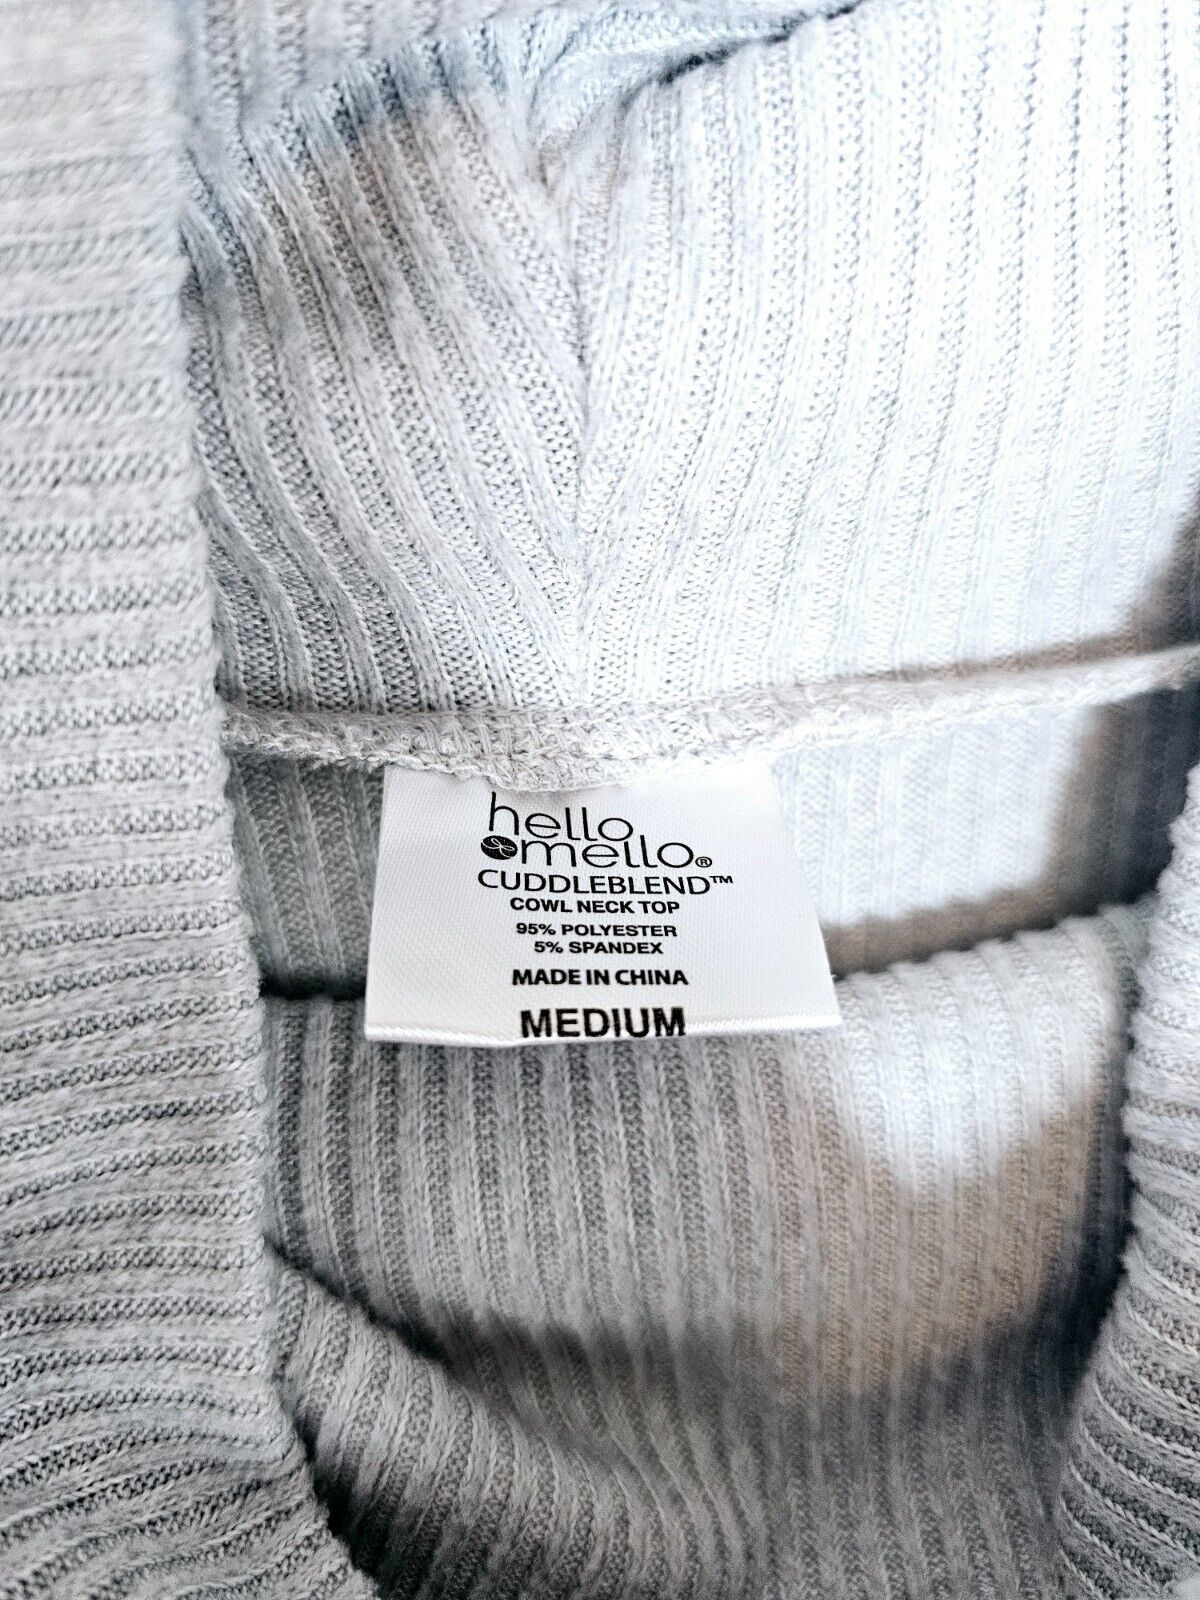 hello
mello®
CUDDLEBLEND™
COWL NECK TOP
95% POLYESTER
5% SPANDEX
MADE IN CHINA
MEDIUM